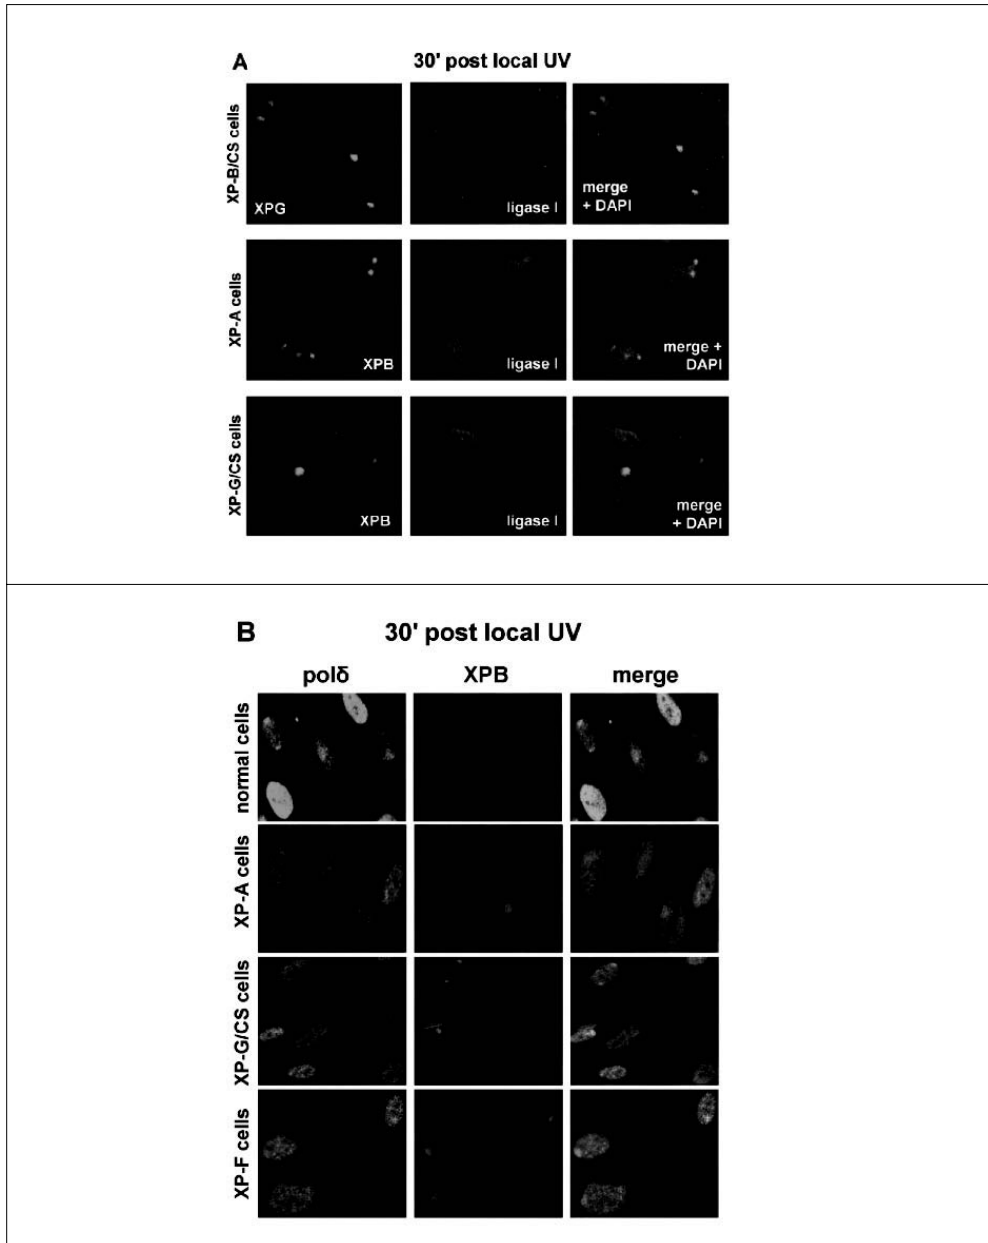 A
30' post local UV
XP-B/CS cells
XPG
ligase I
merge
+ DAPI
XP-A cells
XPB
ligase I
merge +
DAPI
XP-G/CS cells
XPB
ligase I
merge
+ DAPI
B
30' post local UV
polδ
XPB
merge
normal cells
XP-A cells
XP-G/CS cells
XP-F cells